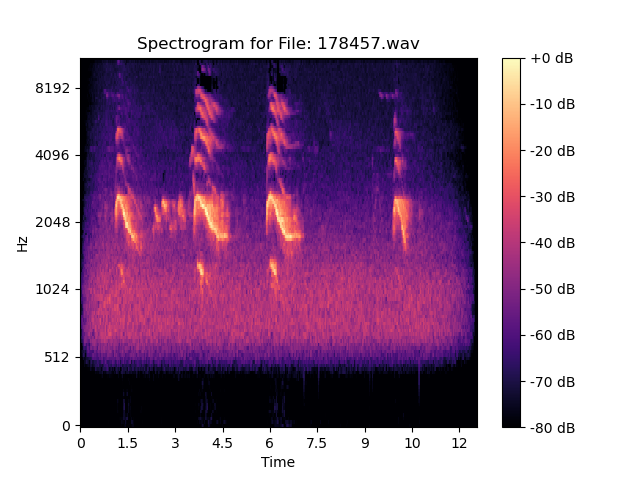 Spectrogram for File: 178457.wav
8192
4096
2048
1024
512
0
Hz
0 1.5 3 4.5 6 7.5 9 10 12
Time
+0 dB
-10 dB
-20 dB
-30 dB
-40 dB
-50 dB
-60 dB
-70 dB
-80 dB